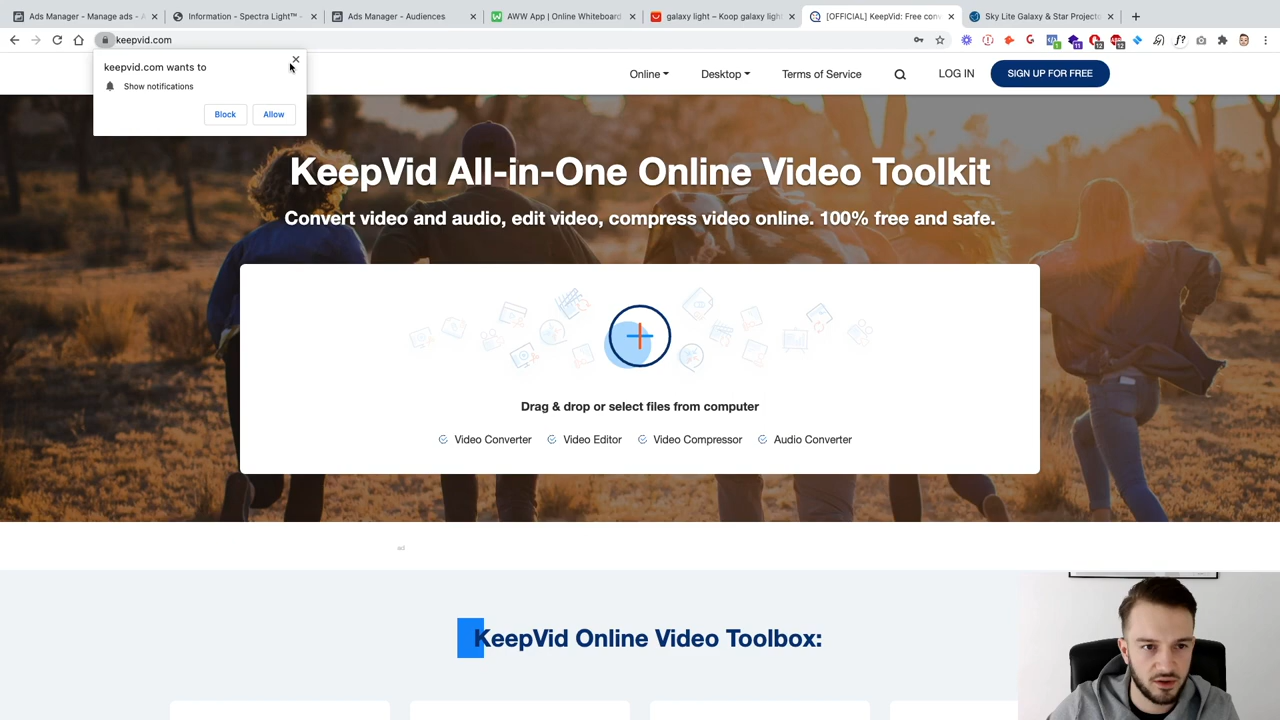 Ads Manager - Manage ads - A
Information - Spectra Light™ -
Ads Manager - Audiences
AWW App | Online Whiteboard
galaxy light – Koop galaxy ligh
[OFFICIAL] KeepVid: Free conv
Sky Lite Galaxy & Star Projecto
keepvid.com
keepvid.com wants to
Show notifications
Block
Allow
Online
Desktop
Terms of Service
LOG IN
SIGN UP FOR FREE
KeepVid All-in-One Online Video Toolkit
Convert video and audio, edit video, compress video online. 100% free and safe.
Drag & drop or select files from computer
Video Converter
Video Editor
Video Compressor
Audio Converter
ad
KeepVid Online Video Toolbox: